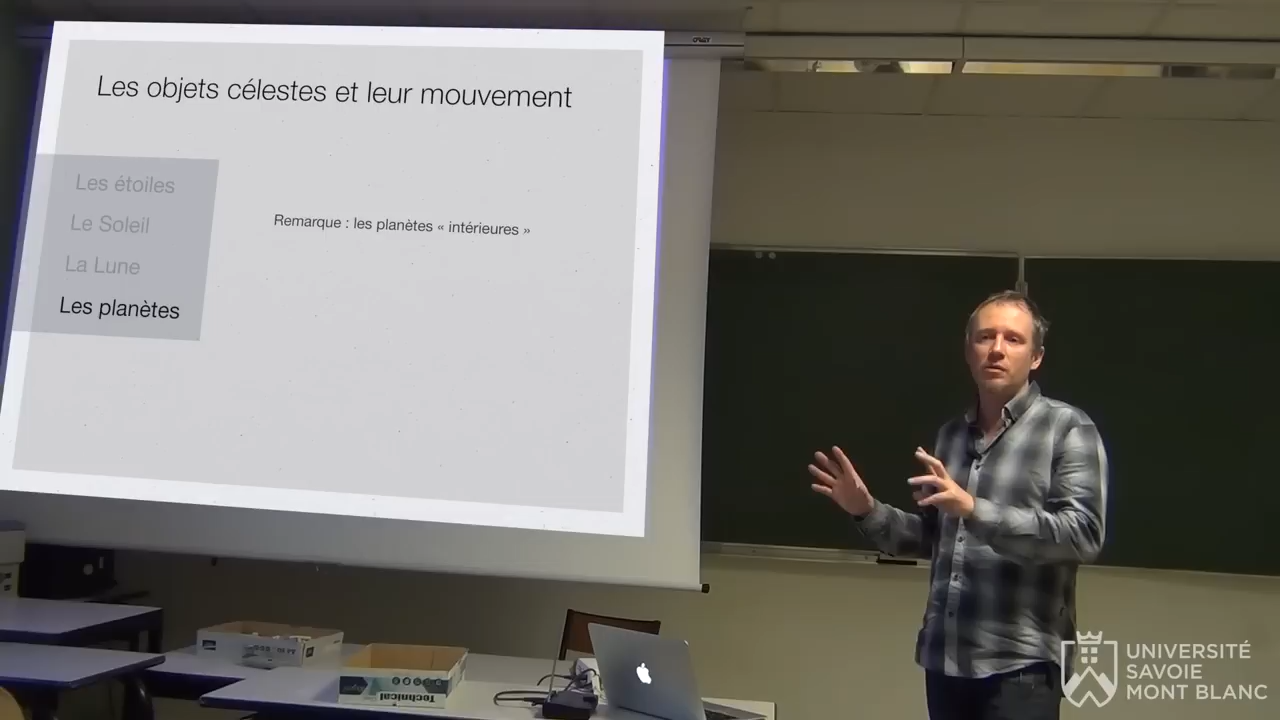 Les objets célestes et leur mouvement
Les étoiles
Le Soleil
La Lune
Les planètes
Remarque : les planètes « intérieures »
Technical
UNIVERSITÉ
SAVOIE
MONT BLANC